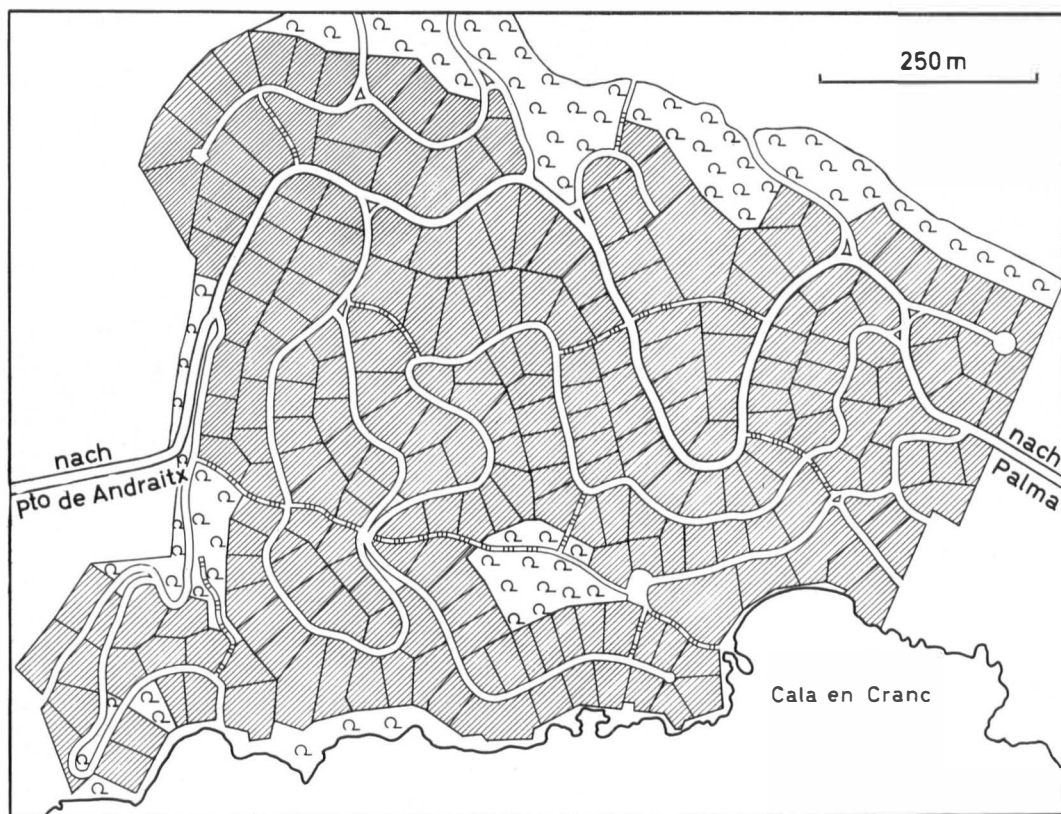 250 m
nach
pto de Andraitx
nach
Palma
Cala en Cranc